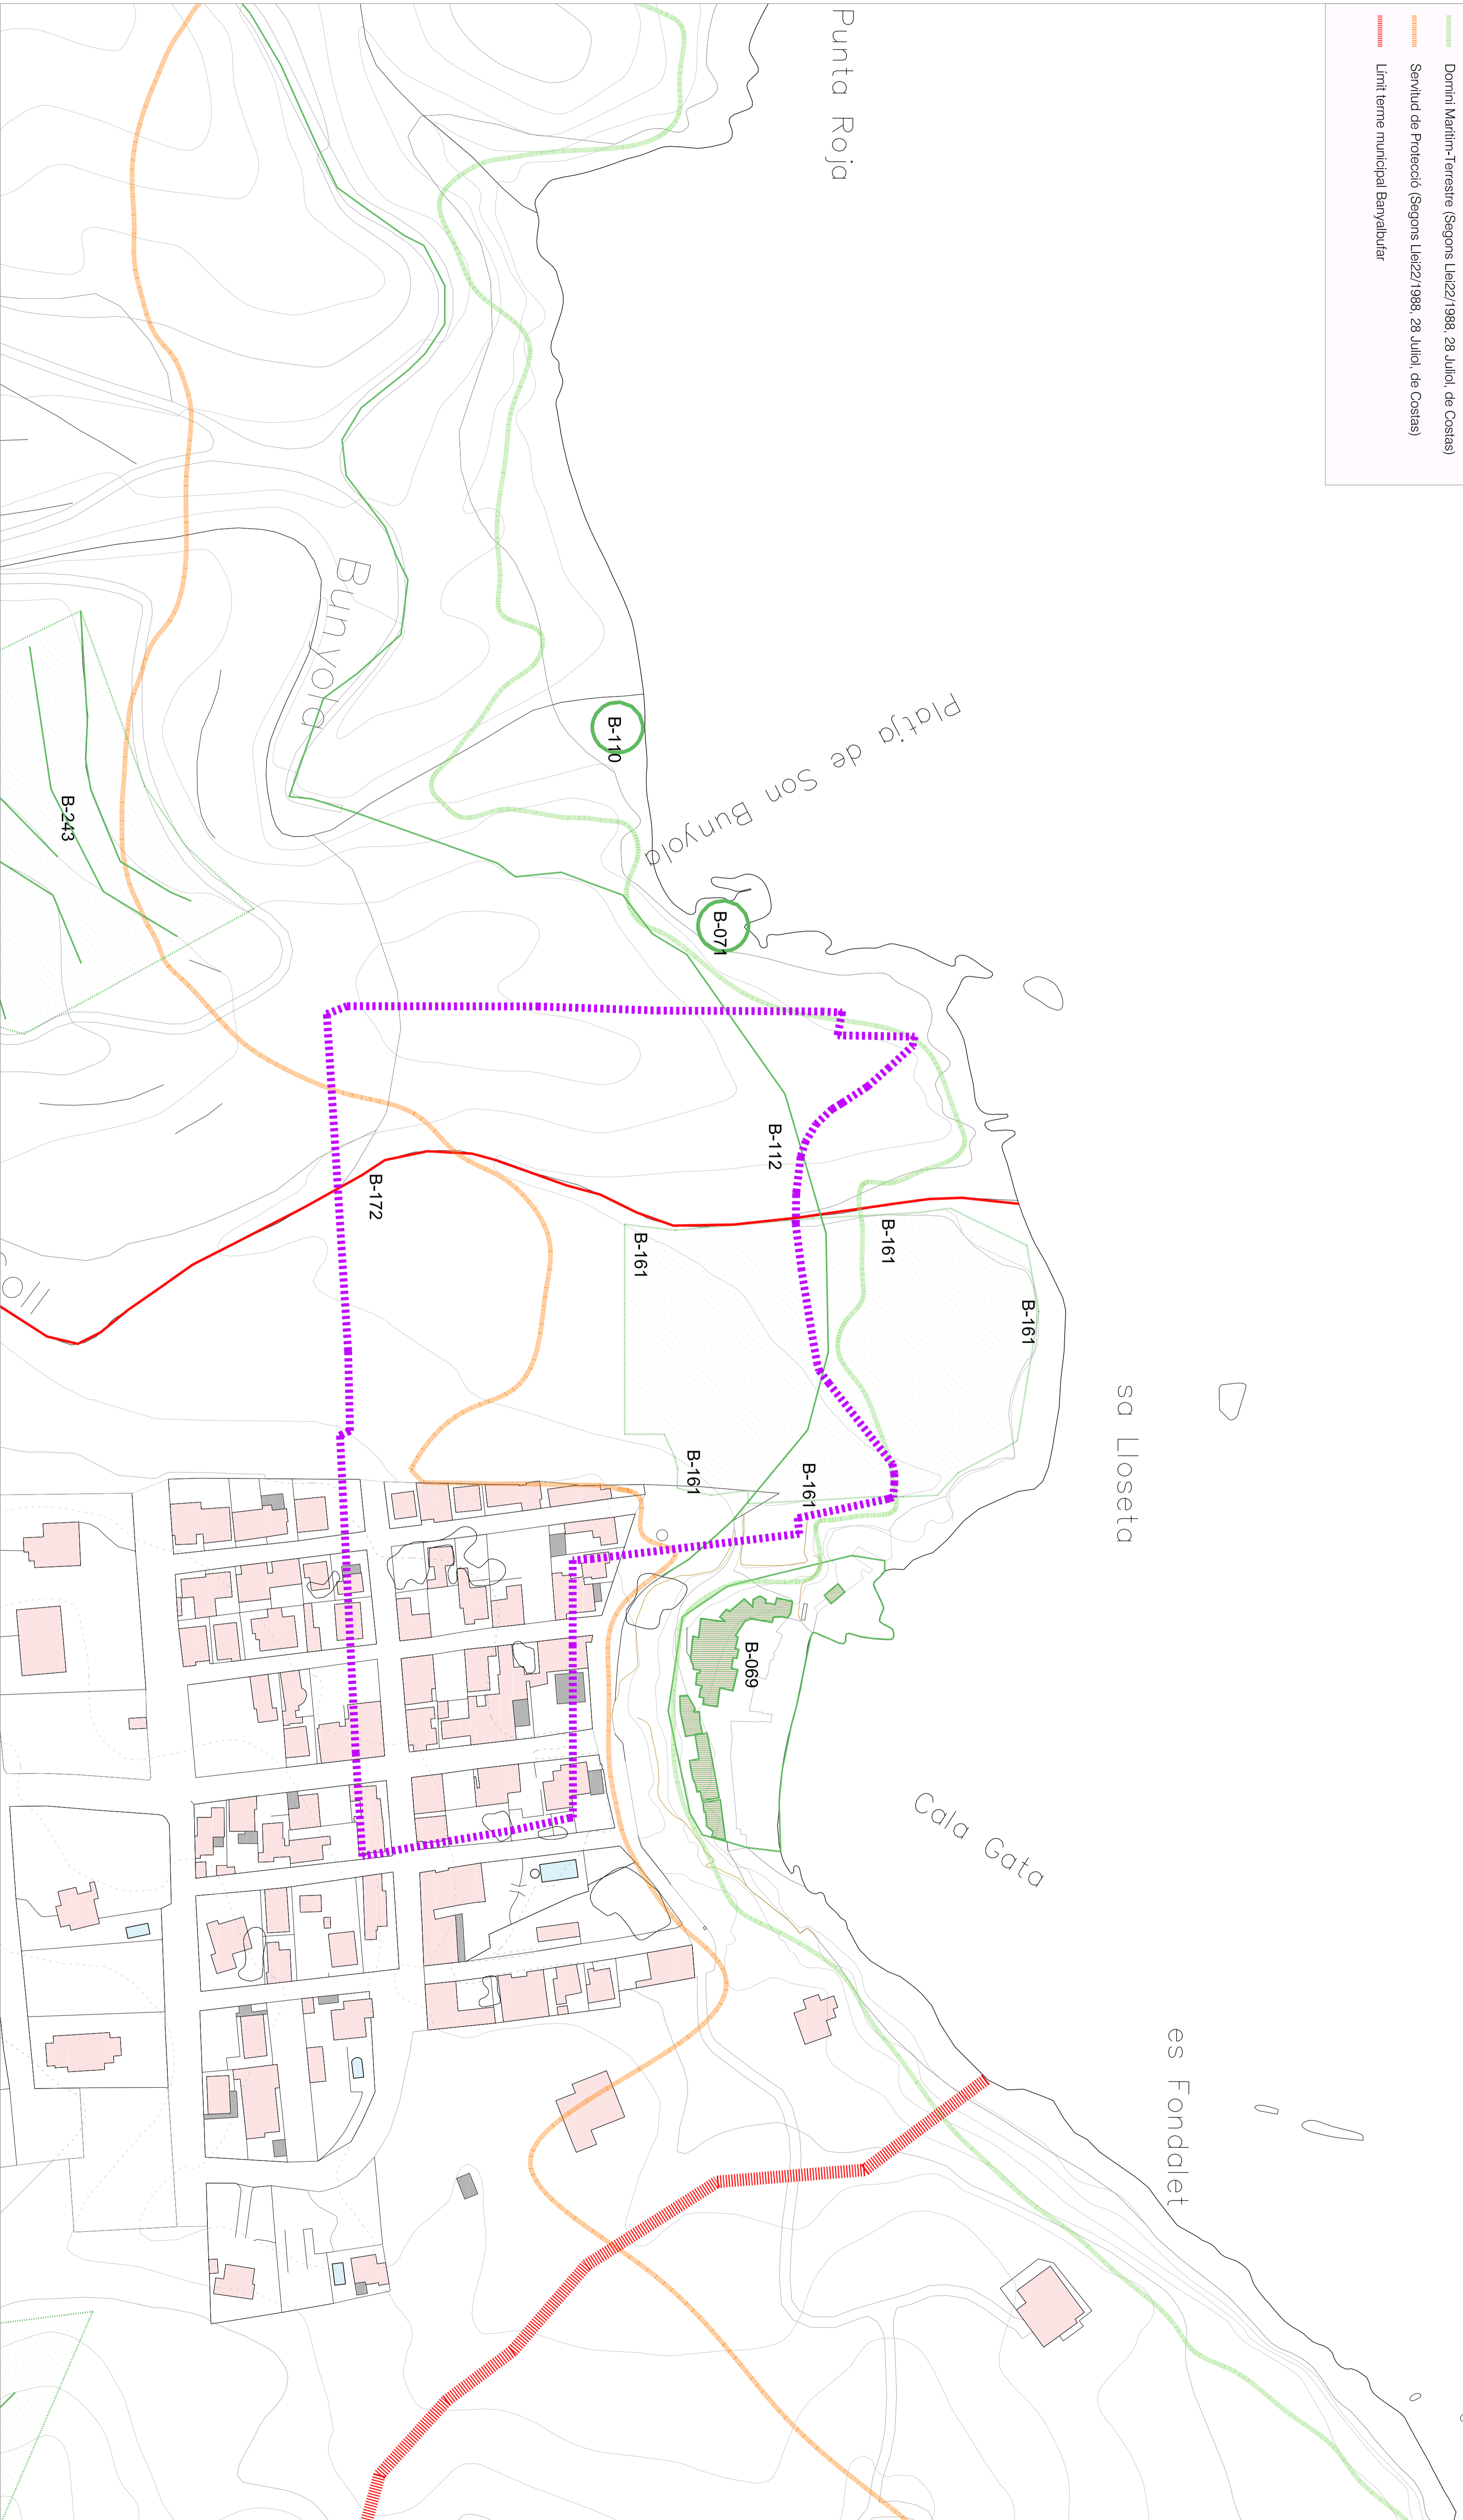 Domini Maritim-Terrestre (Segons Llei22/1988, 28 Juliol, de Costas)
Servitud de Protecció (Segons Llei22/1988, 28 Juliol, de Costas)
Límit terme municipal Banyalbufar
Punta Roja
Platja de Son Bunyola
Bunyola
B-110
B-071
B-243
B-112
B-172
B-161
B-161
B-161
B-161
B-161
sa Lloseta
B-069
Cala Gata
es Fondalet